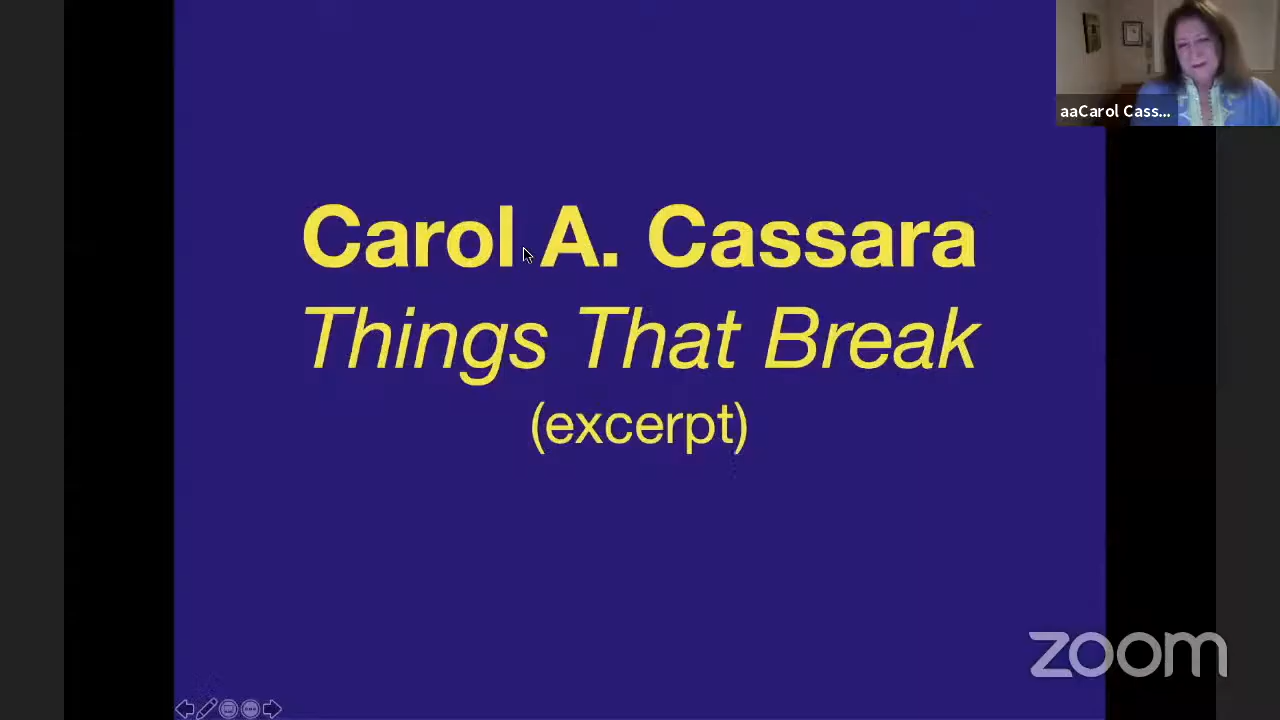 aaCarol Cass...
Carol A. Cassara
Things That Break
(excerpt)
zoom